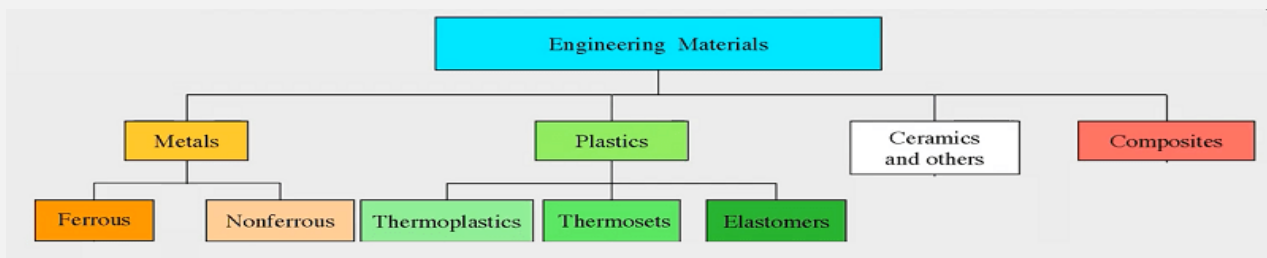 Engineering Materials
Metals
Plastics
Ceramics
and others
Composites
Ferrous
Nonferrous
Thermoplastics
Thermosets
Elastomers